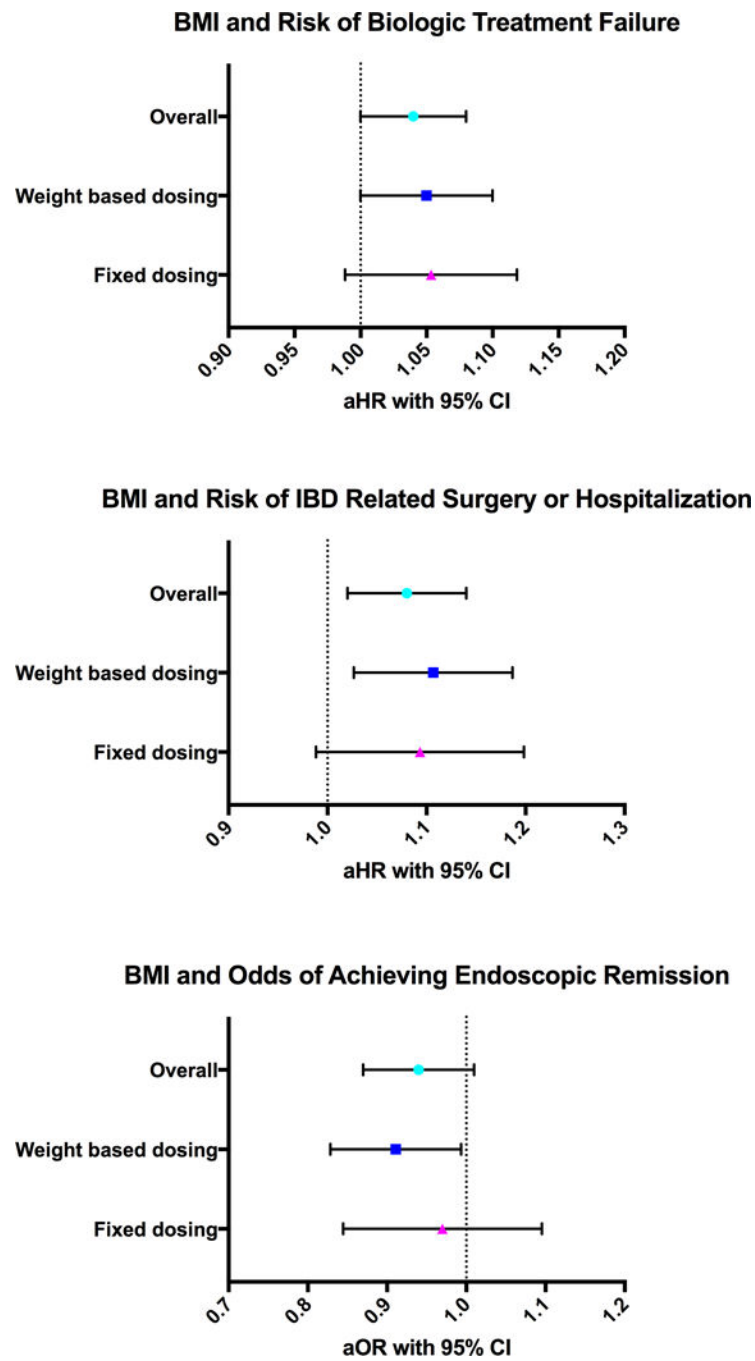 BMI and Risk of Biologic Treatment Failure
Overall
Weight based dosing
Fixed dosing
0.90 0.95 1.00 1.05 1.10 1.15 1.20
aHR with 95% CI
BMI and Risk of IBD Related Surgery or Hospitalization
Overall
Weight based dosing
Fixed dosing
0.9 1.0 1.1 1.2 1.3
aHR with 95% CI
BMI and Odds of Achieving Endoscopic Remission
Overall
Weight based dosing
Fixed dosing
0.7 0.8 0.9 1.0 1.1 1.2
aOR with 95% CI